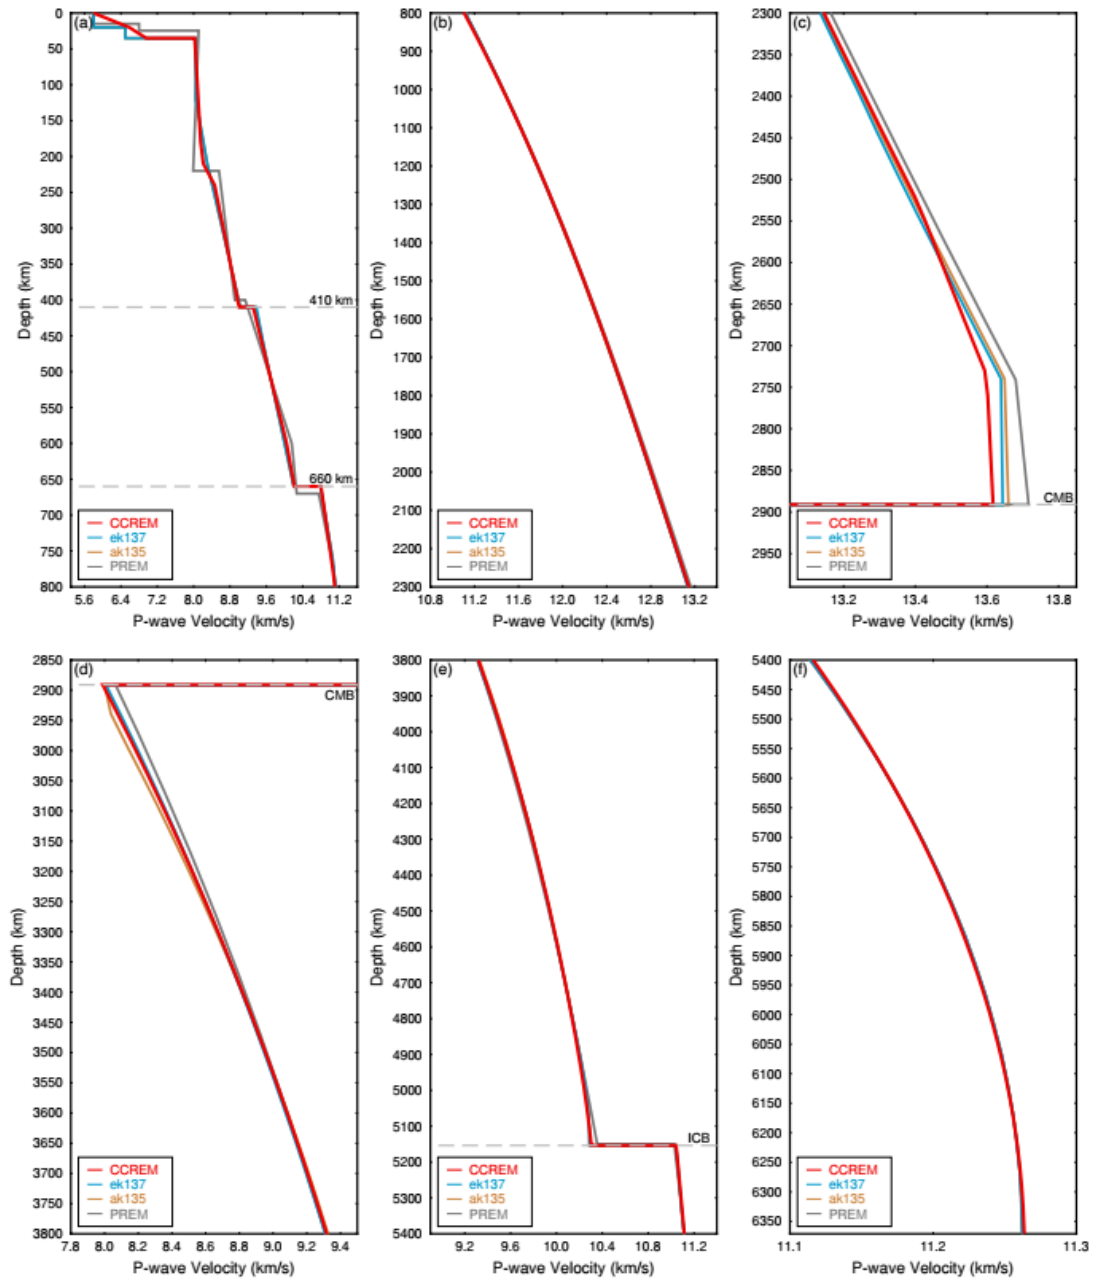 (a)
0
50
100
150
200
250
300
350
400
450
500
550
600
650
700
750
800
Depth (km)
410 km
660 km
CCREM
ek137
ak135
PREM
5.6 6.4 7.2 8.0 8.8 9.6 10.4 11.2
P-wave Velocity (km/s)
(b)
800
900
1000
1100
1200
1300
1400
1500
1600
1700
1800
1900
2000
2100
2200
2300
Depth (km)
CCREM
ek137
ak135
PREM
10.8 11.2 11.6 12.0 12.4 12.8 13.2
P-wave Velocity (km/s)
(c)
2300
2350
2400
2450
2500
2550
2600
2650
2700
2750
2800
2850
2900
2950
Depth (km)
CMB
CCREM
ek137
ak135
PREM
13.2 13.4 13.6 13.8
P-wave Velocity (km/s)
(d)
2850
2900
2950
3000
3050
3100
3150
3200
3250
3300
3350
3400
3450
3500
3550
3600
3650
3700
3750
3800
Depth (km)
CMB
CCREM
ek137
ak135
PREM
7.8 8.0 8.2 8.4 8.6 8.8 9.0 9.2 9.4
P-wave Velocity (km/s)
(e)
3800
3900
4000
4100
4200
4300
4400
4500
4600
4700
4800
4900
5000
5100
5200
5300
5400
Depth (km)
ICB
CCREM
ek137
ak135
PREM
9.2 9.6 10.0 10.4 10.8 11.2
P-wave Velocity (km/s)
(f)
5400
5450
5500
5550
5600
5650
5700
5750
5800
5850
5900
5950
6000
6050
6100
6150
6200
6250
6300
6350
Depth (km)
CCREM
ek137
ak135
PREM
11.1 11.2 11.3
P-wave Velocity (km/s)